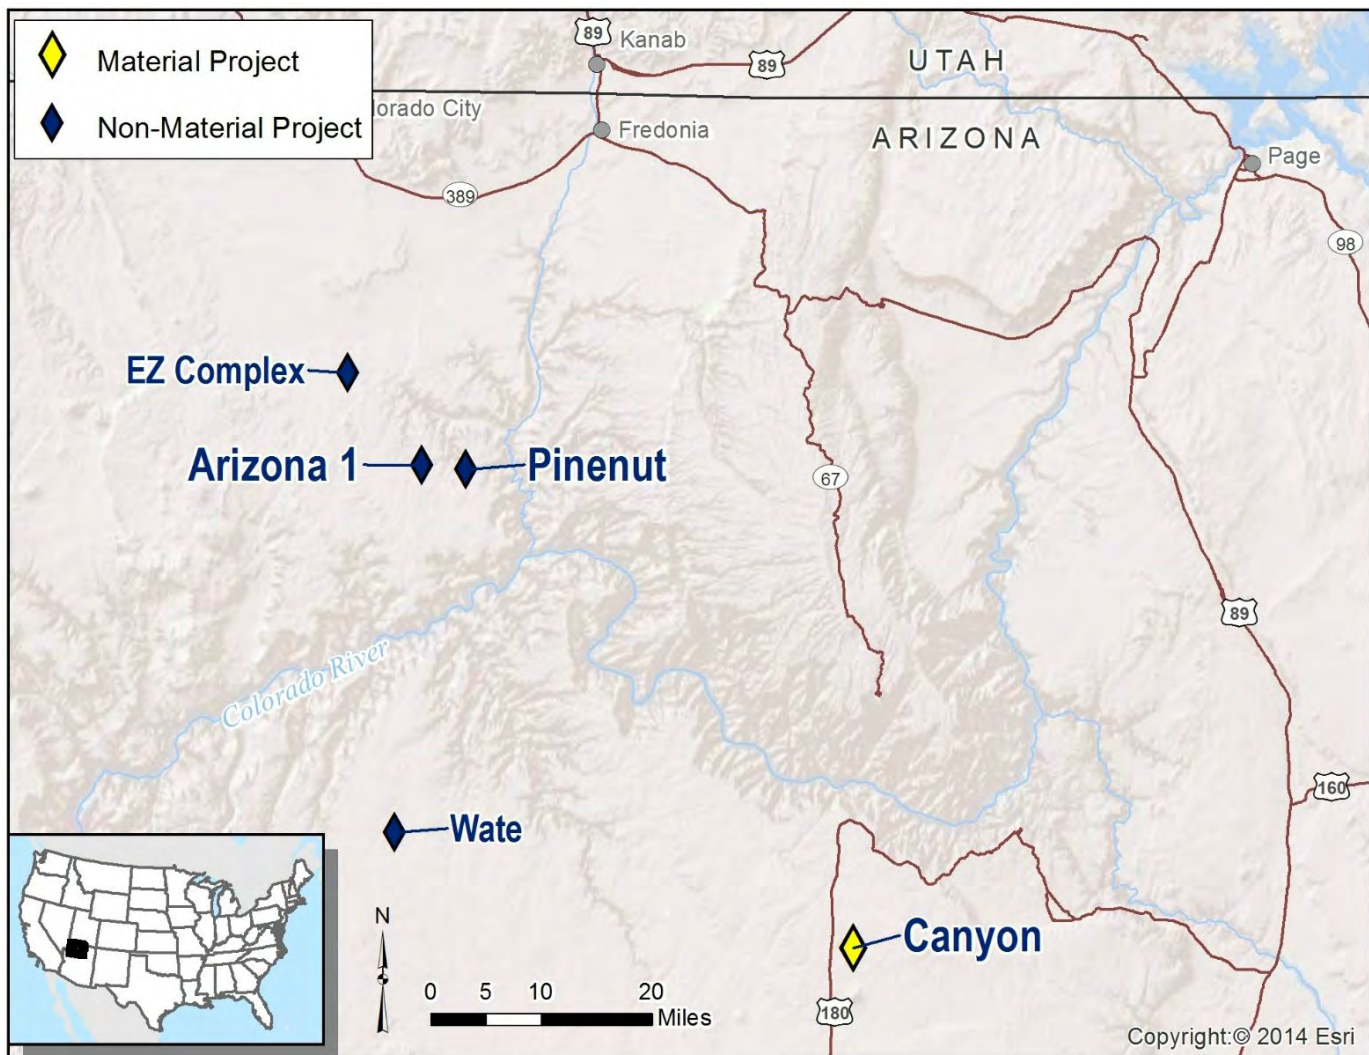 Material Project
Non-Material Project
89
Kanab
89
UTAH
lorado City
Fredonia
ARIZONA
Page
389
98
EZ Complex
Arizona 1
Pinenut
67
89
Colorado River
160
Wate
N
Canyon
0 5 10 20
Miles
180
Copyright:© 2014 Esri